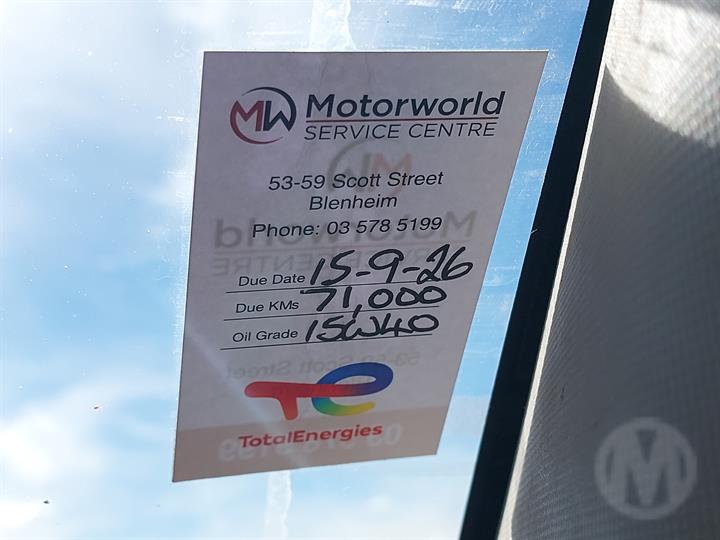 MW Motorworld
SERVICE CENTRE
53-59 Scott Street
Blenheim
Phone: 03 578 5199
Due Date 15-9-26
Due KMs 71,000
Oil Grade 15W40
TotalEnergies
M